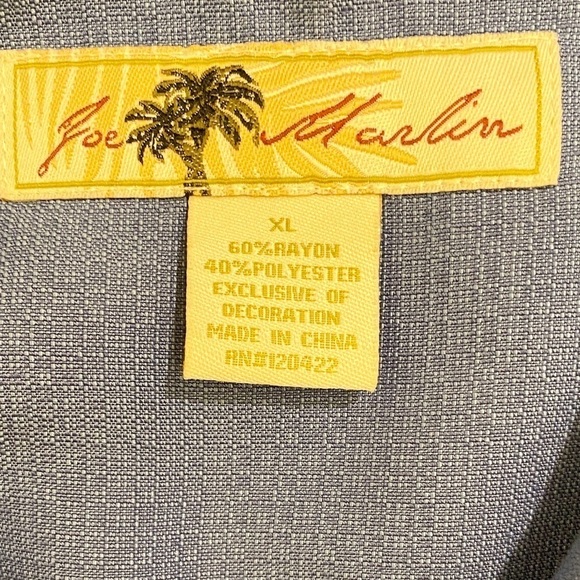 Joe Marlin
XL
60%RAYON
40%POLYESTER
EXCLUSIVE OF
DECORATION
MADE IN CHINA
RN#120422